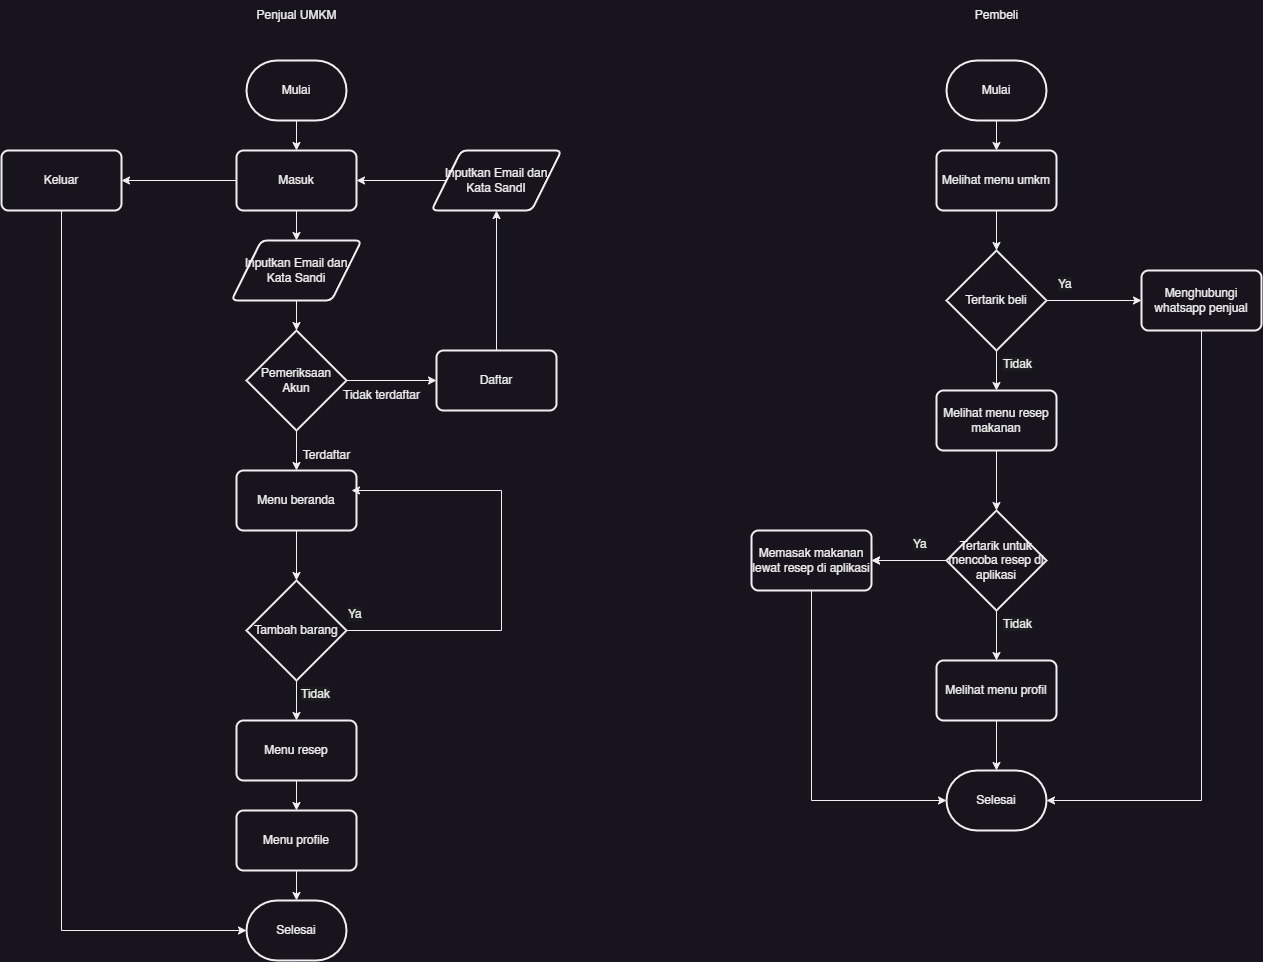 Penjual UMKM
Mulai
Keluar
Masuk
Inputkan Email dan
Kata SandI
Inputkan Email dan
Kata Sandi
Pemeriksaan
Akun
Tidak terdaftar
Daftar
Terdaftar
Menu beranda
Ya
Tambah barang
Tidak
Menu resep
Menu profile
Selesai
Pembeli
Mulai
Melihat menu umkm
Tertarik beli
Ya
Menghubungi
whatsapp penjual
Tidak
Melihat menu resep
makanan
Tertarik untuk
mencoba resep di
aplikasi
Ya
Memasak makanan
lewat resep di aplikasi
Tidak
Melihat menu profil
Selesai